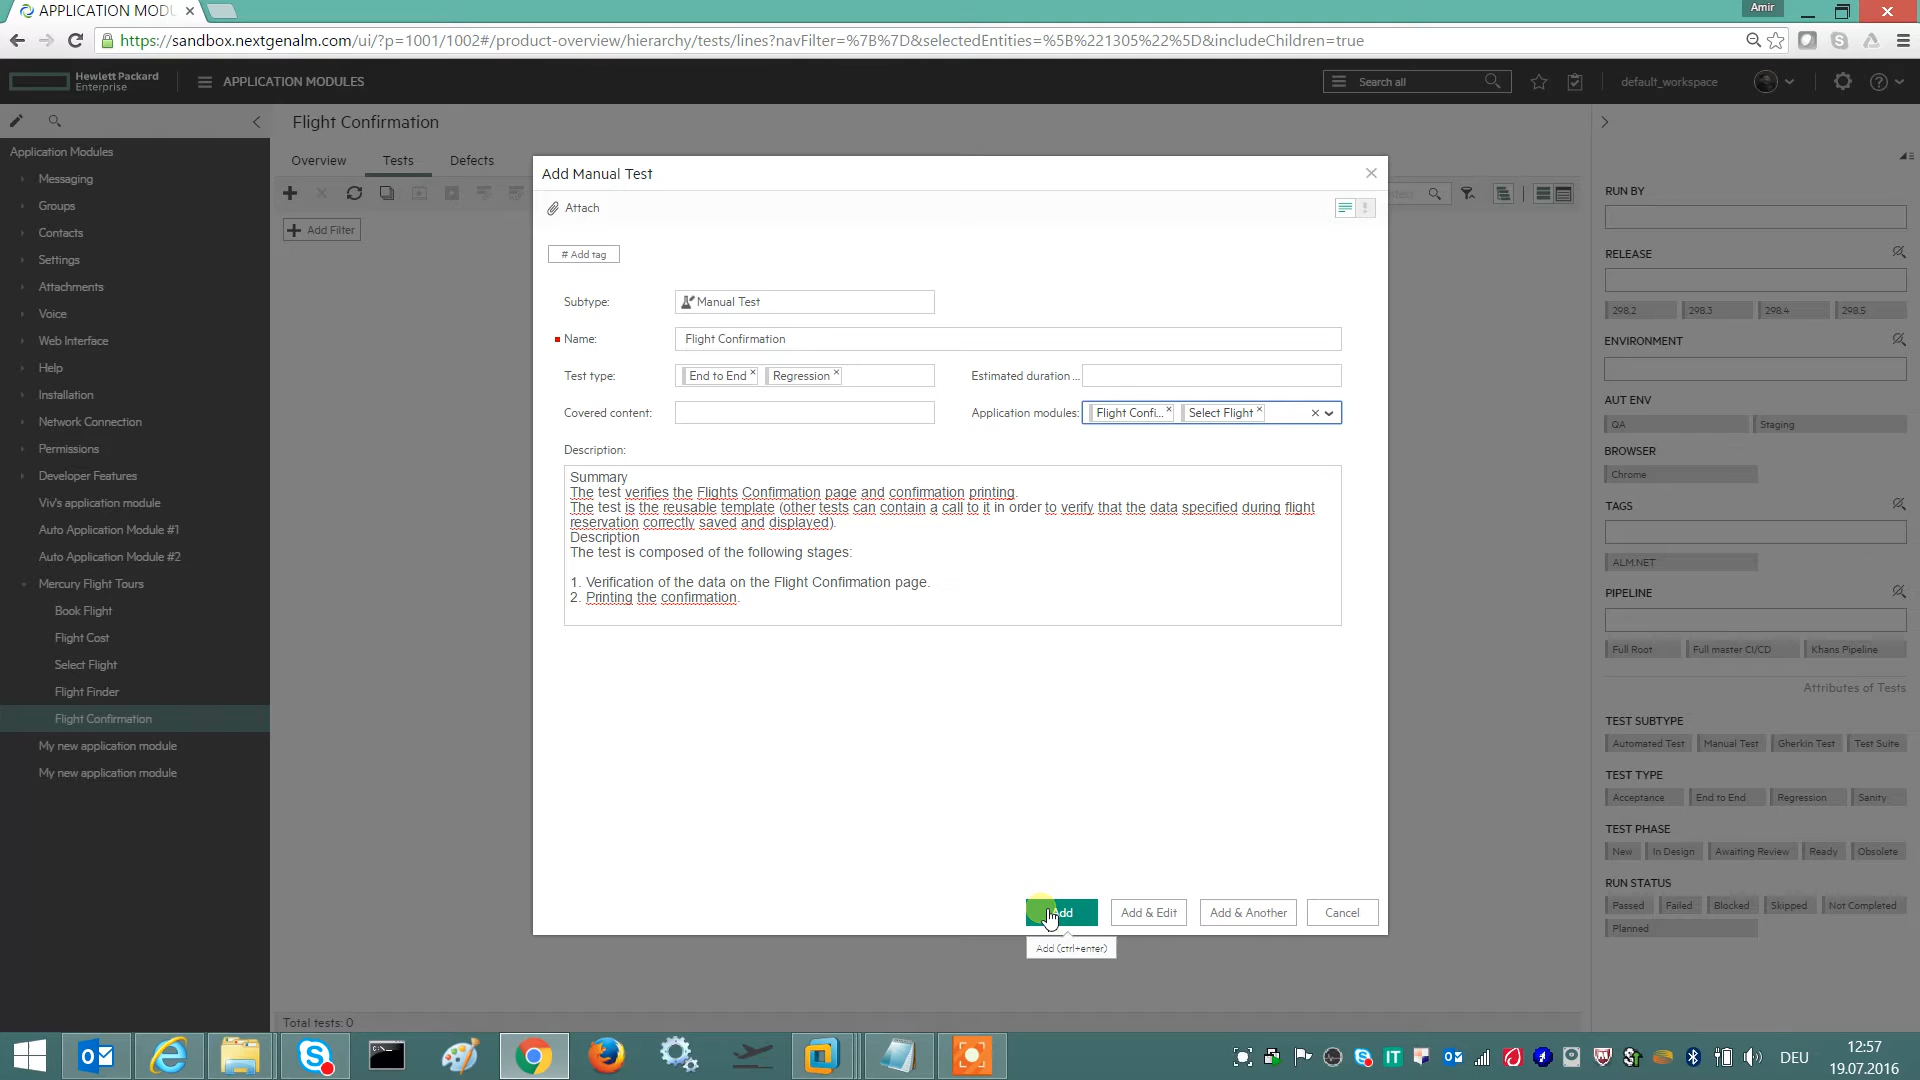 APPLICATION MODU
Amir
https://sandbox.nextgenalm.com/ui/?p=1001/1002#/product-overview/hierarchy/tests/lines?navFilter=%7B%7D&selectedEntities=%5B%221305%22%5D&includeChildren=true
Hewlett Packard
Enterprise
APPLICATION MODULES
Search all
default_workspace
Application Modules
Messaging
Groups
Contacts
Settings
Attachments
Voice
Web Interface
Help
Installation
Network Connection
Permissions
Developer Features
Viv's application module
Auto Application Module #1
Auto Application Module #2
Mercury Flight Tours
Book Flight
Flight Cost
Select Flight
Flight Finder
Flight Confirmation
My new application module
My new application module
Flight Confirmation
Overview Tests Defects
Add Filter
Total tests: 0
Add Manual Test
Attach
# Add tag
Subtype: Manual Test
Name: Flight Confirmation
Test type: End to End Regression Estimated duration ...
Covered content: Application modules: Flight Confi... Select Flight
Description:
Summary
The test verifies the Flights Confirmation page and confirmation printing.
The test is the reusable template (other tests can contain a call to it in order to verify that the data specified during flight
reservation correctly saved and displayed).
Description
The test is composed of the following stages:
1. Verification of the data on the Flight Confirmation page.
2. Printing the confirmation.
Add Add & Edit Add & Another Cancel
Add (ctrl+enter)
RUN BY
RELEASE
298.2 298.3 298.4 298.5
ENVIRONMENT
AUT ENV
QA Staging
BROWSER
Chrome
TAGS
ALM.NET
PIPELINE
Full Root Full master CI/CD Khans Pipeline
Attributes of Tests
TEST SUBTYPE
Automated Test Manual Test Gherkin Test Test Suite
TEST TYPE
Acceptance End to End Regression Sanity
TEST PHASE
New In Design Awaiting Review Ready Obsolete
RUN STATUS
Passed Failed Blocked Skipped Not Completed
Planned
IT
DEU
12:57
19.07.2016